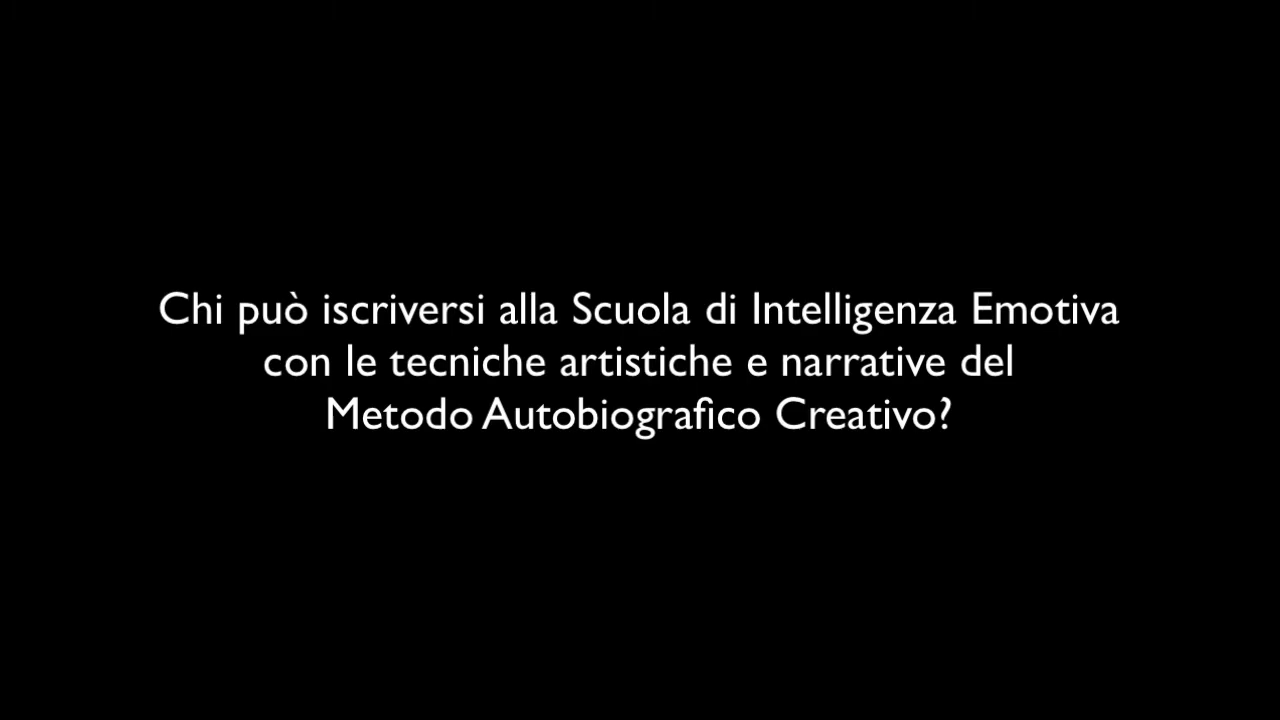 Chi può iscriversi alla Scuola di Intelligenza Emotiva
con le tecniche artistiche e narrative del
Metodo Autobiografico Creativo?